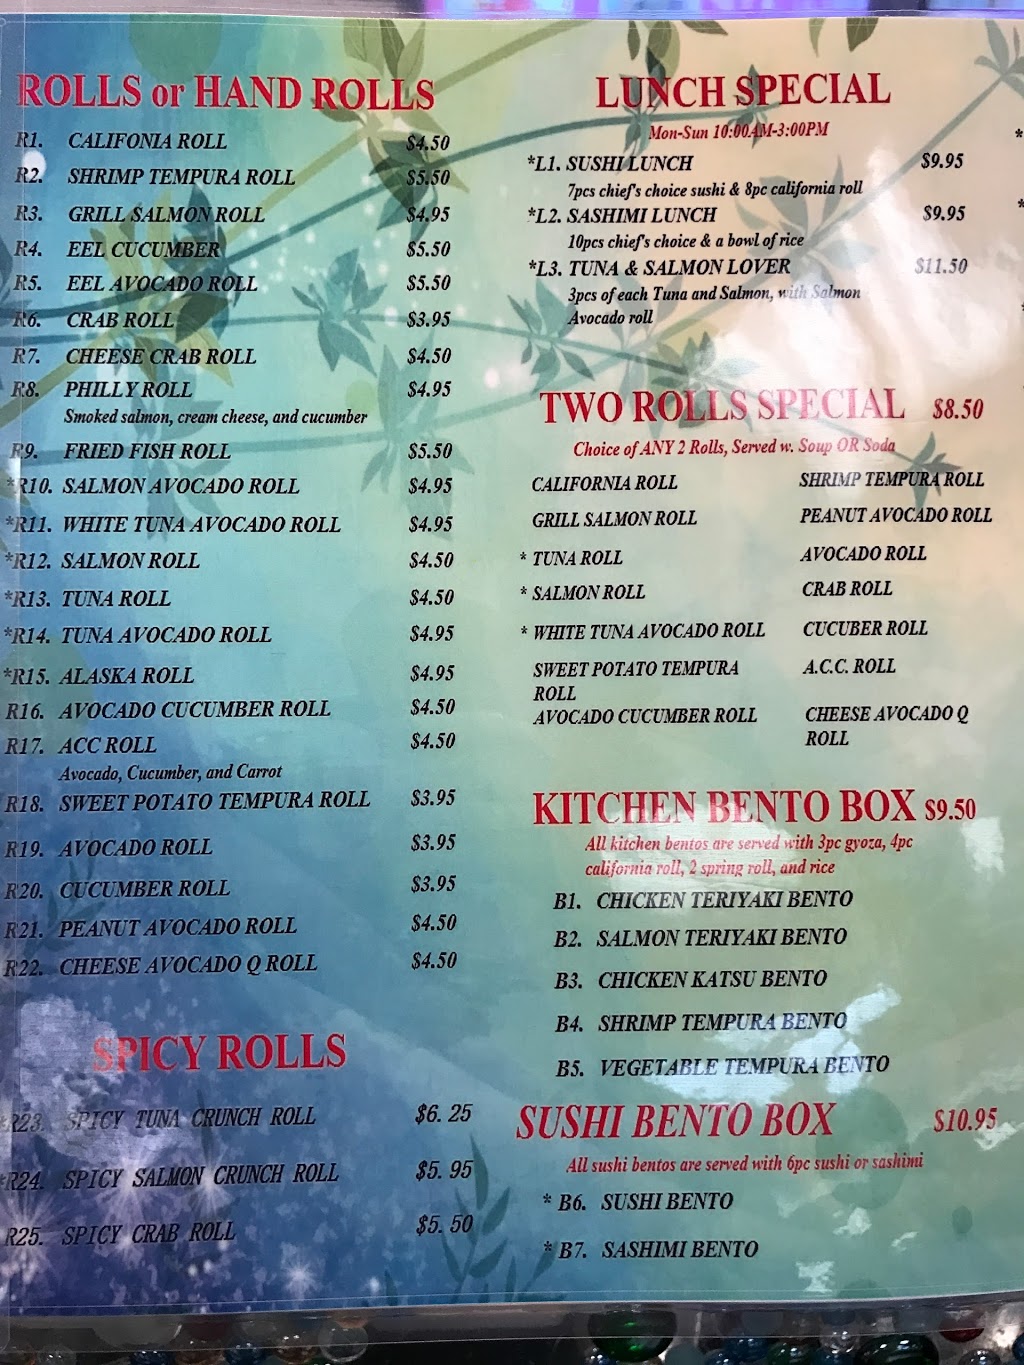 ROLLS or HAND ROLLS
R1. CALIFONIA ROLL $4.50
R2. SHRIMP TEMPURA ROLL $5.50
R3. GRILL SALMON ROLL $4.95
R4. EEL CUCUMBER $5.50
R5. EEL AVOCADO ROLL $5.50
R6. CRAB ROLL $3.95
R7. CHEESE CRAB ROLL $4.50
R8. PHILLY ROLL $4.95
Smoked salmon, cream cheese, and cucumber
R9. FRIED FISH ROLL $5.50
*R10. SALMON AVOCADO ROLL $4.95
*R11. WHITE TUNA AVOCADO ROLL $4.95
*R12. SALMON ROLL $4.50
*R13. TUNA ROLL $4.50
*R14. TUNA AVOCADO ROLL $4.95
*R15. ALASKA ROLL $4.95
R16. AVOCADO CUCUMBER ROLL $4.50
R17. ACC ROLL $4.50
Avocado, Cucumber, and Carrot
R18. SWEET POTATO TEMPURA ROLL $3.95
R19. AVOCADO ROLL $3.95
R20. CUCUMBER ROLL $3.95
R21. PEANUT AVOCADO ROLL $4.50
R22. CHEESE AVOCADO Q ROLL $4.50
SPICY ROLLS
*R23. SPICY TUNA CRUNCH ROLL $6.25
*R24. SPICY SALMON CRUNCH ROLL $5.95
R25. SPICY CRAB ROLL $5.50
LUNCH SPECIAL
Mon-Sun 10:00AM-3:00PM
*L1. SUSHI LUNCH $9.95
7pcs chief's choice sushi & 8pc california roll
*L2. SASHIMI LUNCH $9.95
10pcs chief's choice & a bowl of rice
*L3. TUNA & SALMON LOVER $11.50
3pcs of each Tuna and Salmon, with Salmon
Avocado roll
TWO ROLLS SPECIAL $8.50
Choice of ANY 2 Rolls, Served w. Soup OR Soda
CALIFORNIA ROLL SHRIMP TEMPURA ROLL
GRILL SALMON ROLL PEANUT AVOCADO ROLL
* TUNA ROLL AVOCADO ROLL
* SALMON ROLL CRAB ROLL
* WHITE TUNA AVOCADO ROLL CUCUBER ROLL
SWEET POTATO TEMPURA A.C.C. ROLL
ROLL
AVOCADO CUCUMBER ROLL CHEESE AVOCADO Q
ROLL
KITCHEN BENTO BOX $9.50
All kitchen bentos are served with 3pc gyoza, 4pc
california roll, 2 spring roll, and rice
B1. CHICKEN TERIYAKI BENTO
B2. SALMON TERIYAKI BENTO
B3. CHICKEN KATSU BENTO
B4. SHRIMP TEMPURA BENTO
B5. VEGETABLE TEMPURA BENTO
SUSHI BENTO BOX $10.95
All sushi bentos are served with 6pc sushi or sashimi
* B6. SUSHI BENTO
* B7. SASHIMI BENTO